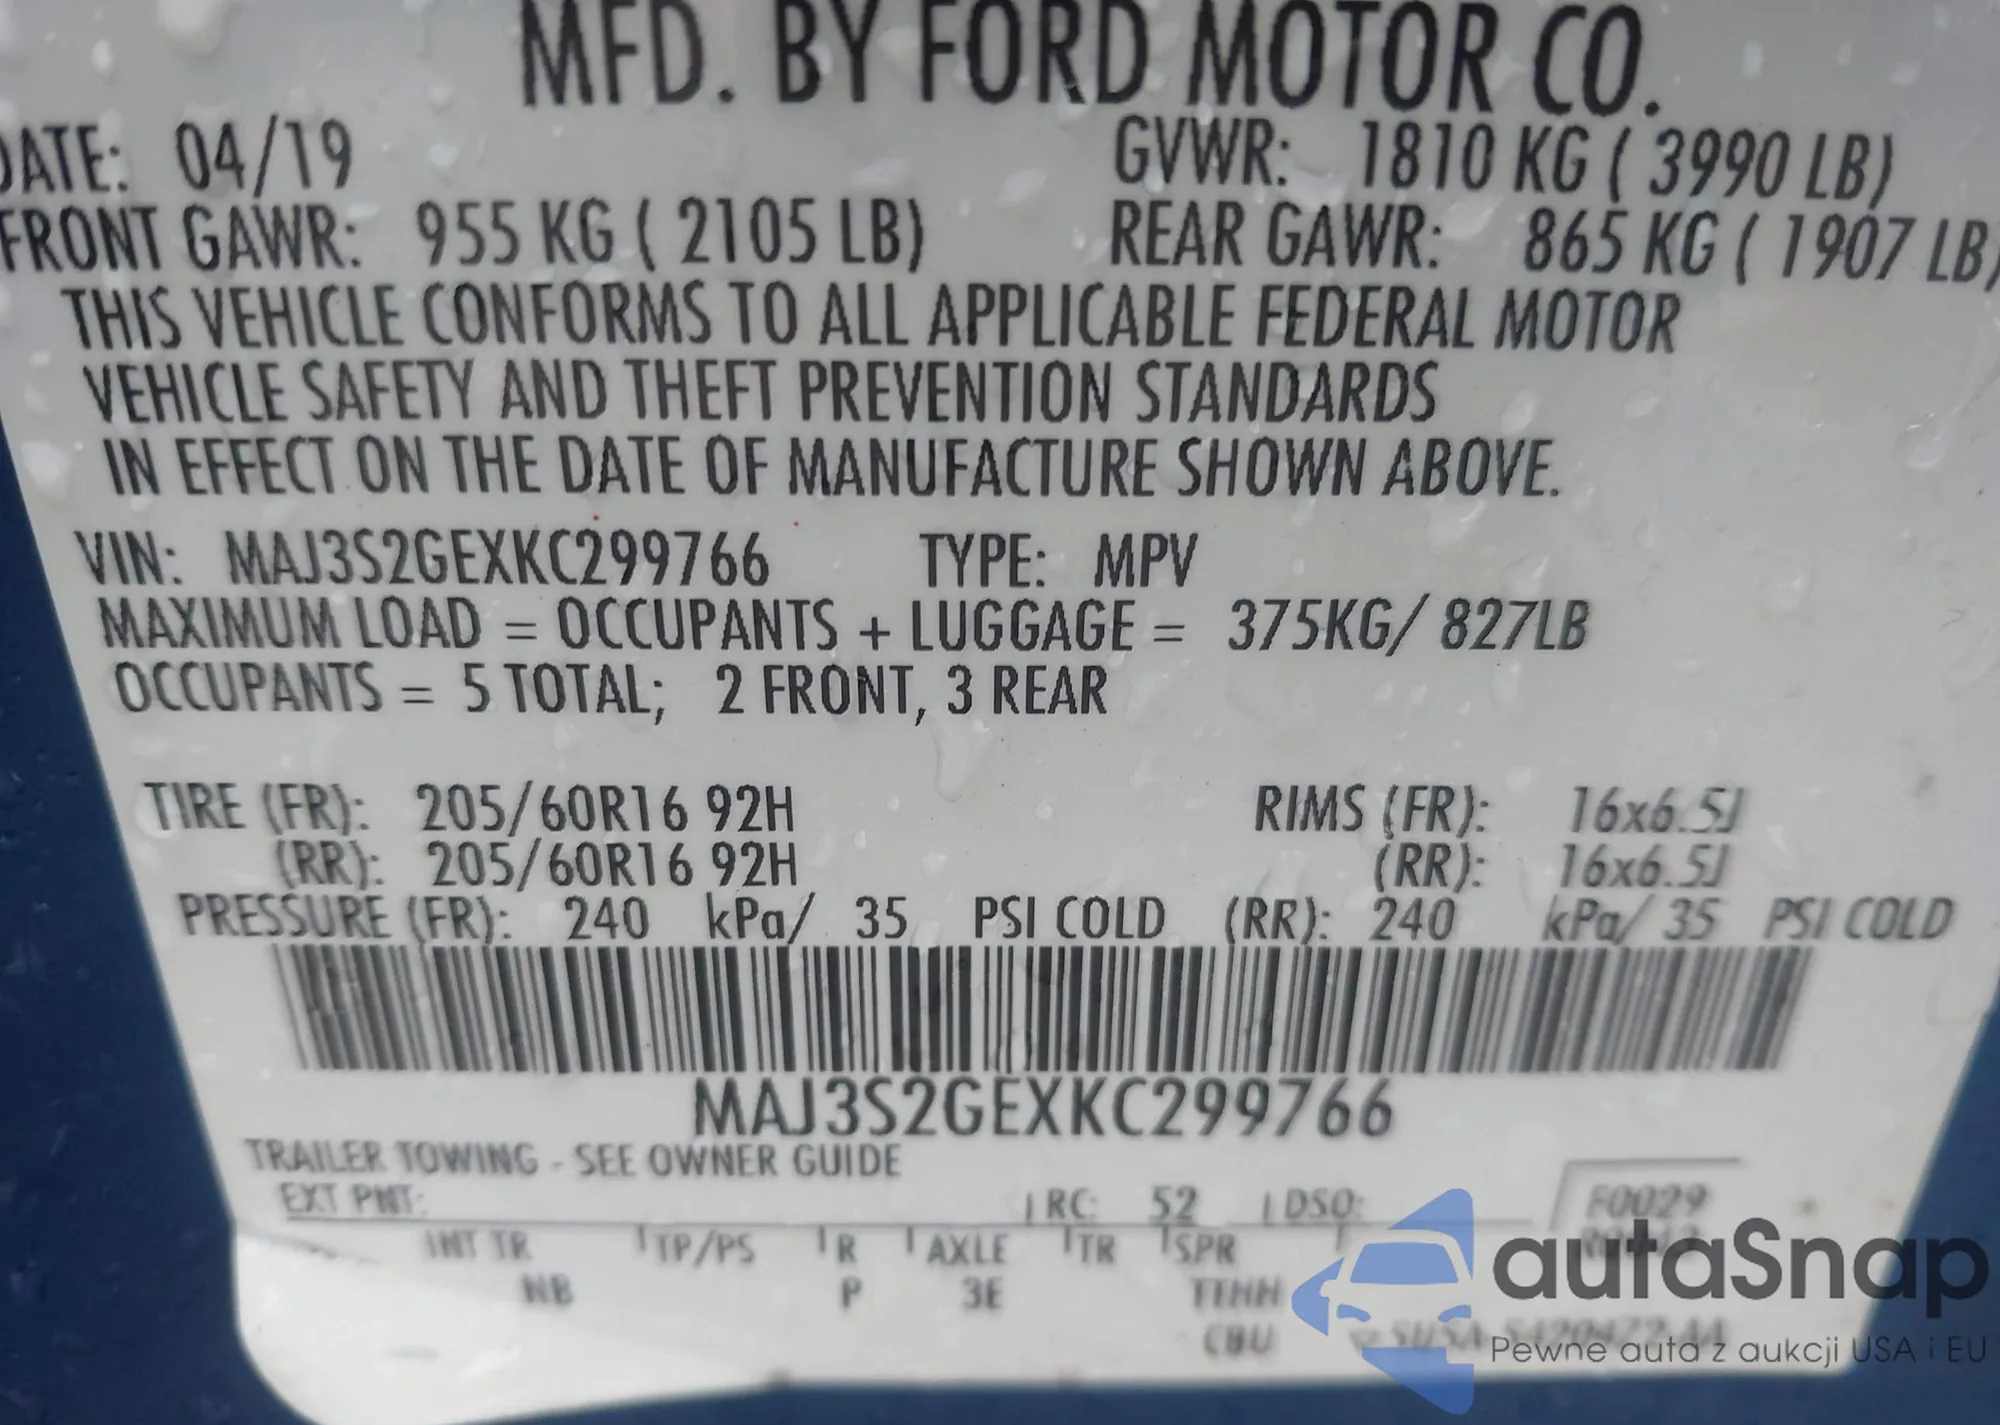 MFD. BY FORD MOTOR CO.
DATE: 04/19 GVWR: 1810 KG ( 3990 LB)
FRONT GAWR: 955 KG ( 2105 LB) REAR GAWR: 865 KG ( 1907 LB)
THIS VEHICLE CONFORMS TO ALL APPLICABLE FEDERAL MOTOR
VEHICLE SAFETY AND THEFT PREVENTION STANDARDS
IN EFFECT ON THE DATE OF MANUFACTURE SHOWN ABOVE.
VIN: MAJ3S2GEXKC299766 TYPE: MPV
MAXIMUM LOAD = OCCUPANTS + LUGGAGE = 375KG/ 827LB
OCCUPANTS = 5 TOTAL; 2 FRONT, 3 REAR
TIRE (FR): 205/60R16 92H RIMS (FR): 16x6.5J
(RR): 205/60R16 92H (RR): 16x6.5J
PRESSURE (FR): 240 kPa/ 35 PSI COLD (RR): 240 kPa/ 35 PSI COLD
MAJ3S2GEXKC299766
TRAILER TOWING - SEE OWNER GUIDE
EXT PNT: RC: 52 DSO: F0029
INT TR TP/PS R AXLE TR SPR
NB P 3E TEHH
CBU
autaSnap
Pewne auta z aukcji USA i EU